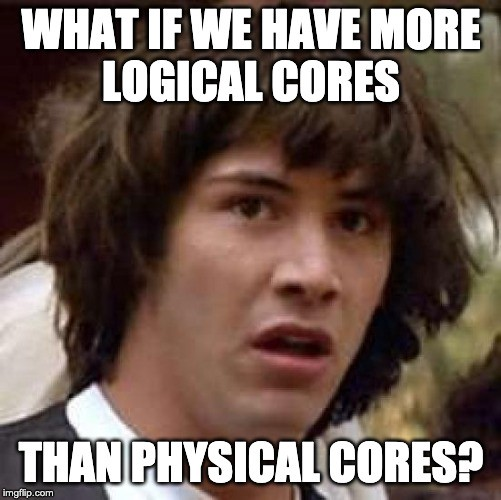 WHAT IF WE HAVE MORE
LOGICAL CORES
THAN PHYSICAL CORES?
imgflip.com